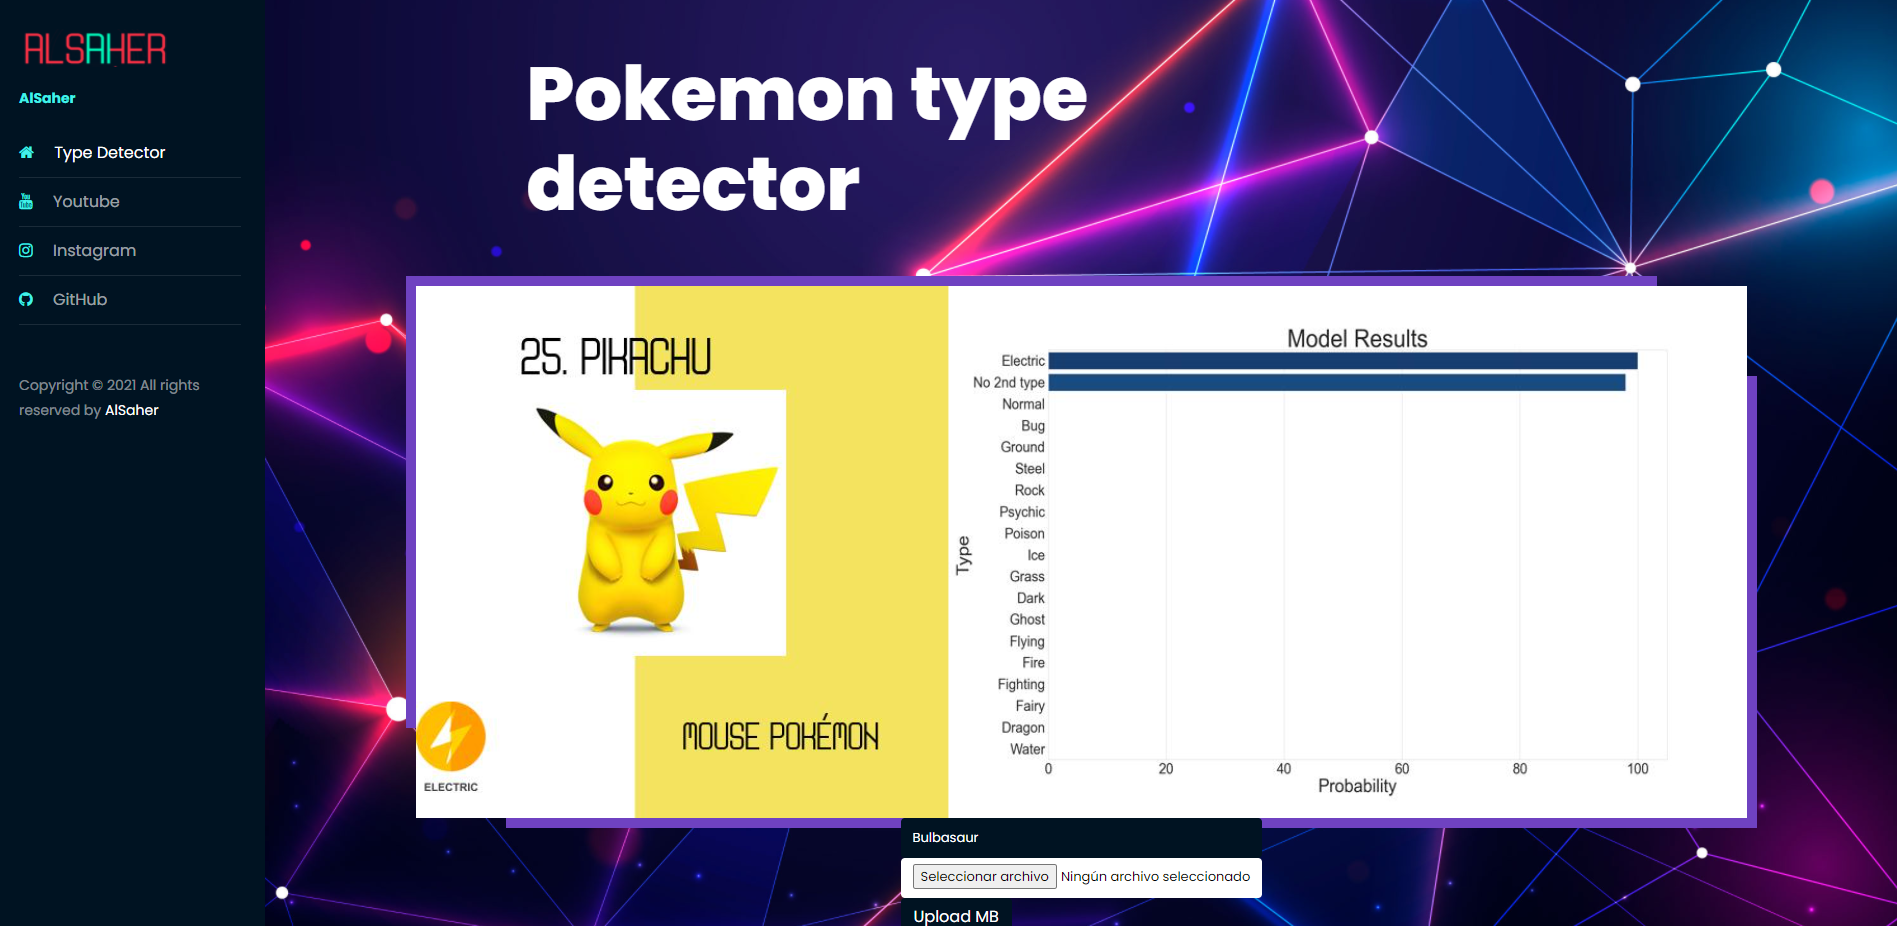 ALSAHER
AlSaher
Type Detector
Youtube
Instagram
GitHub
Copyright © 2021 All rights
reserved by AlSaher
Pokemon type
detector
25. PIKACHU
MOUSE POKÉMON
ELECTRIC
Model Results
Type
Electric
No 2nd type
Normal
Bug
Ground
Steel
Rock
Psychic
Poison
Ice
Grass
Dark
Ghost
Flying
Fire
Fighting
Fairy
Dragon
Water
0 20 40 60 80 100
Probability
Bulbasaur
Seleccionar archivo Ningún archivo seleccionado
Upload MB